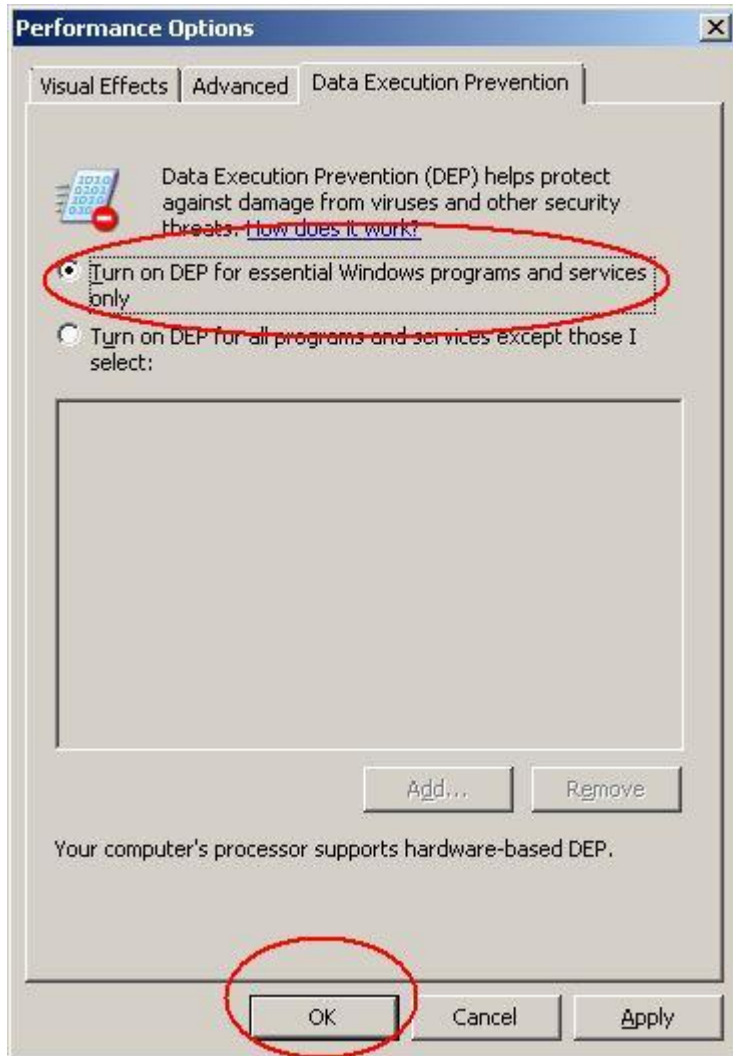 Performance Options
Visual Effects
Advanced
Data Execution Prevention
Data Execution Prevention (DEP) helps protect
against damage from viruses and other security
threats. How does it work?
Turn on DEP for essential Windows programs and services
only
Turn on DEP for all programs and services except those I
select:
Add...
Remove
Your computer's processor supports hardware-based DEP.
OK
Cancel
Apply